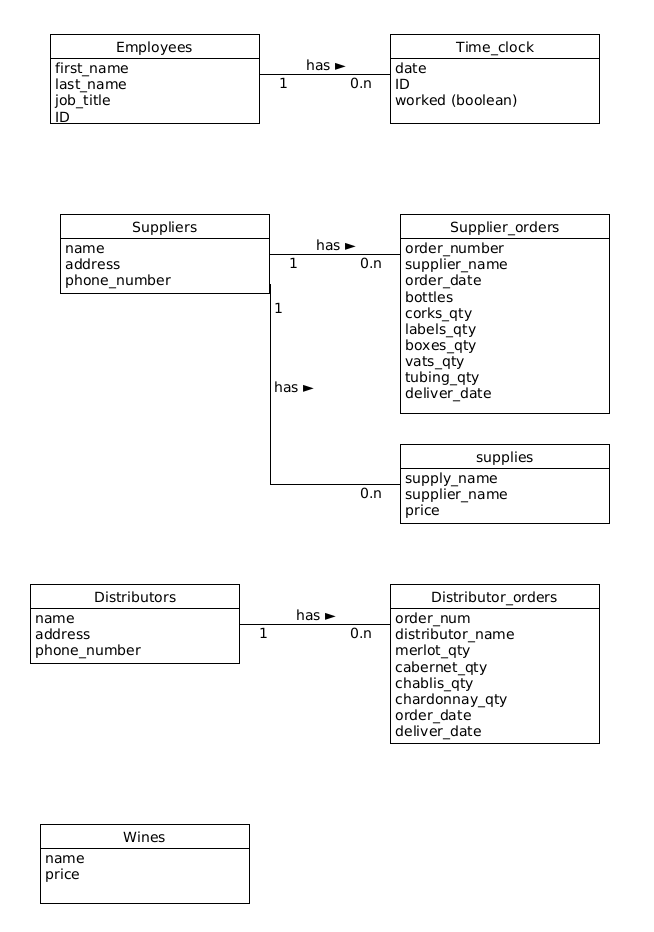 Employees
first_name
last_name
job_title
ID
has ►
1
0.n
Time_clock
date
ID
worked (boolean)
Suppliers
name
address
phone_number
has ►
1
0.n
Supplier_orders
order_number
supplier_name
order_date
bottles
corks_qty
labels_qty
boxes_qty
vats_qty
tubing_qty
deliver_date
1
has ►
0.n
supplies
supply_name
supplier_name
price
Distributors
name
address
phone_number
has ►
1
0.n
Distributor_orders
order_num
distributor_name
merlot_qty
cabernet_qty
chablis_qty
chardonnay_qty
order_date
deliver_date
Wines
name
price